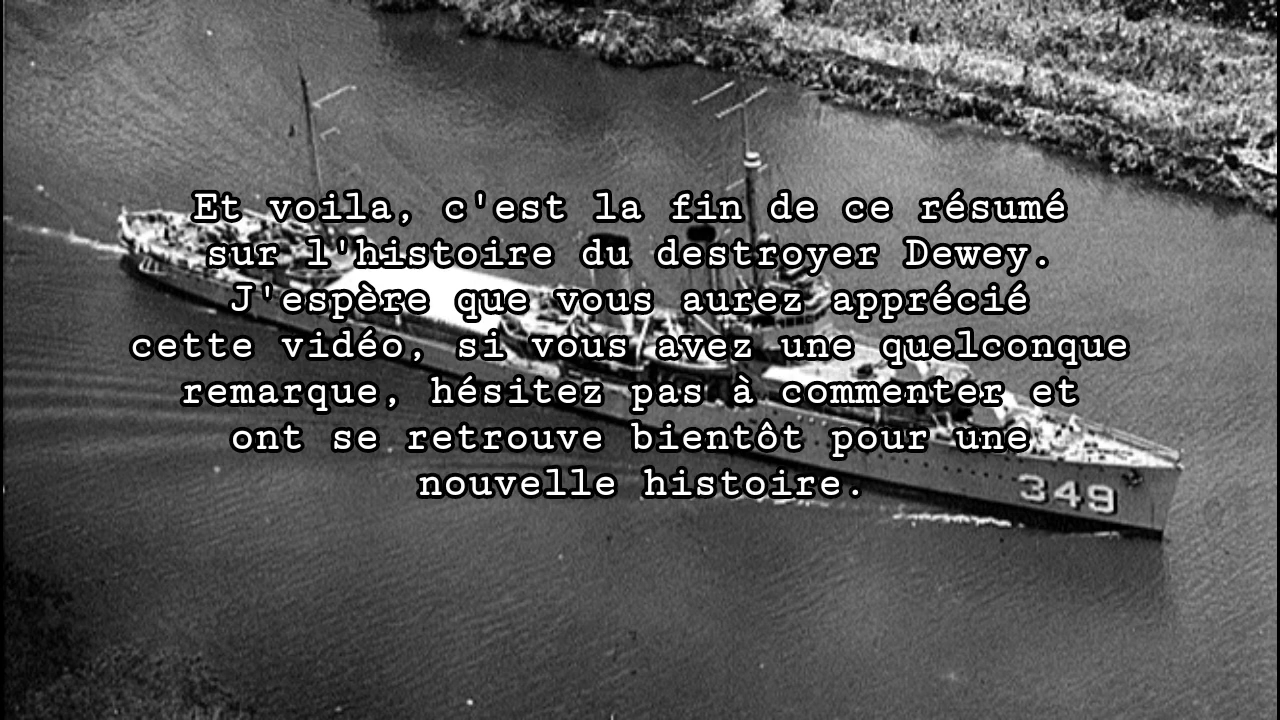 Et voila, c'est la fin de ce résumé
sur l'histoire du destroyer Dewey.
J'espère que vous aurez apprécié
cette vidéo, si vous avez une quelconque
remarque, hésitez pas à commenter et
ont se retrouve bientôt pour une
nouvelle histoire.
349